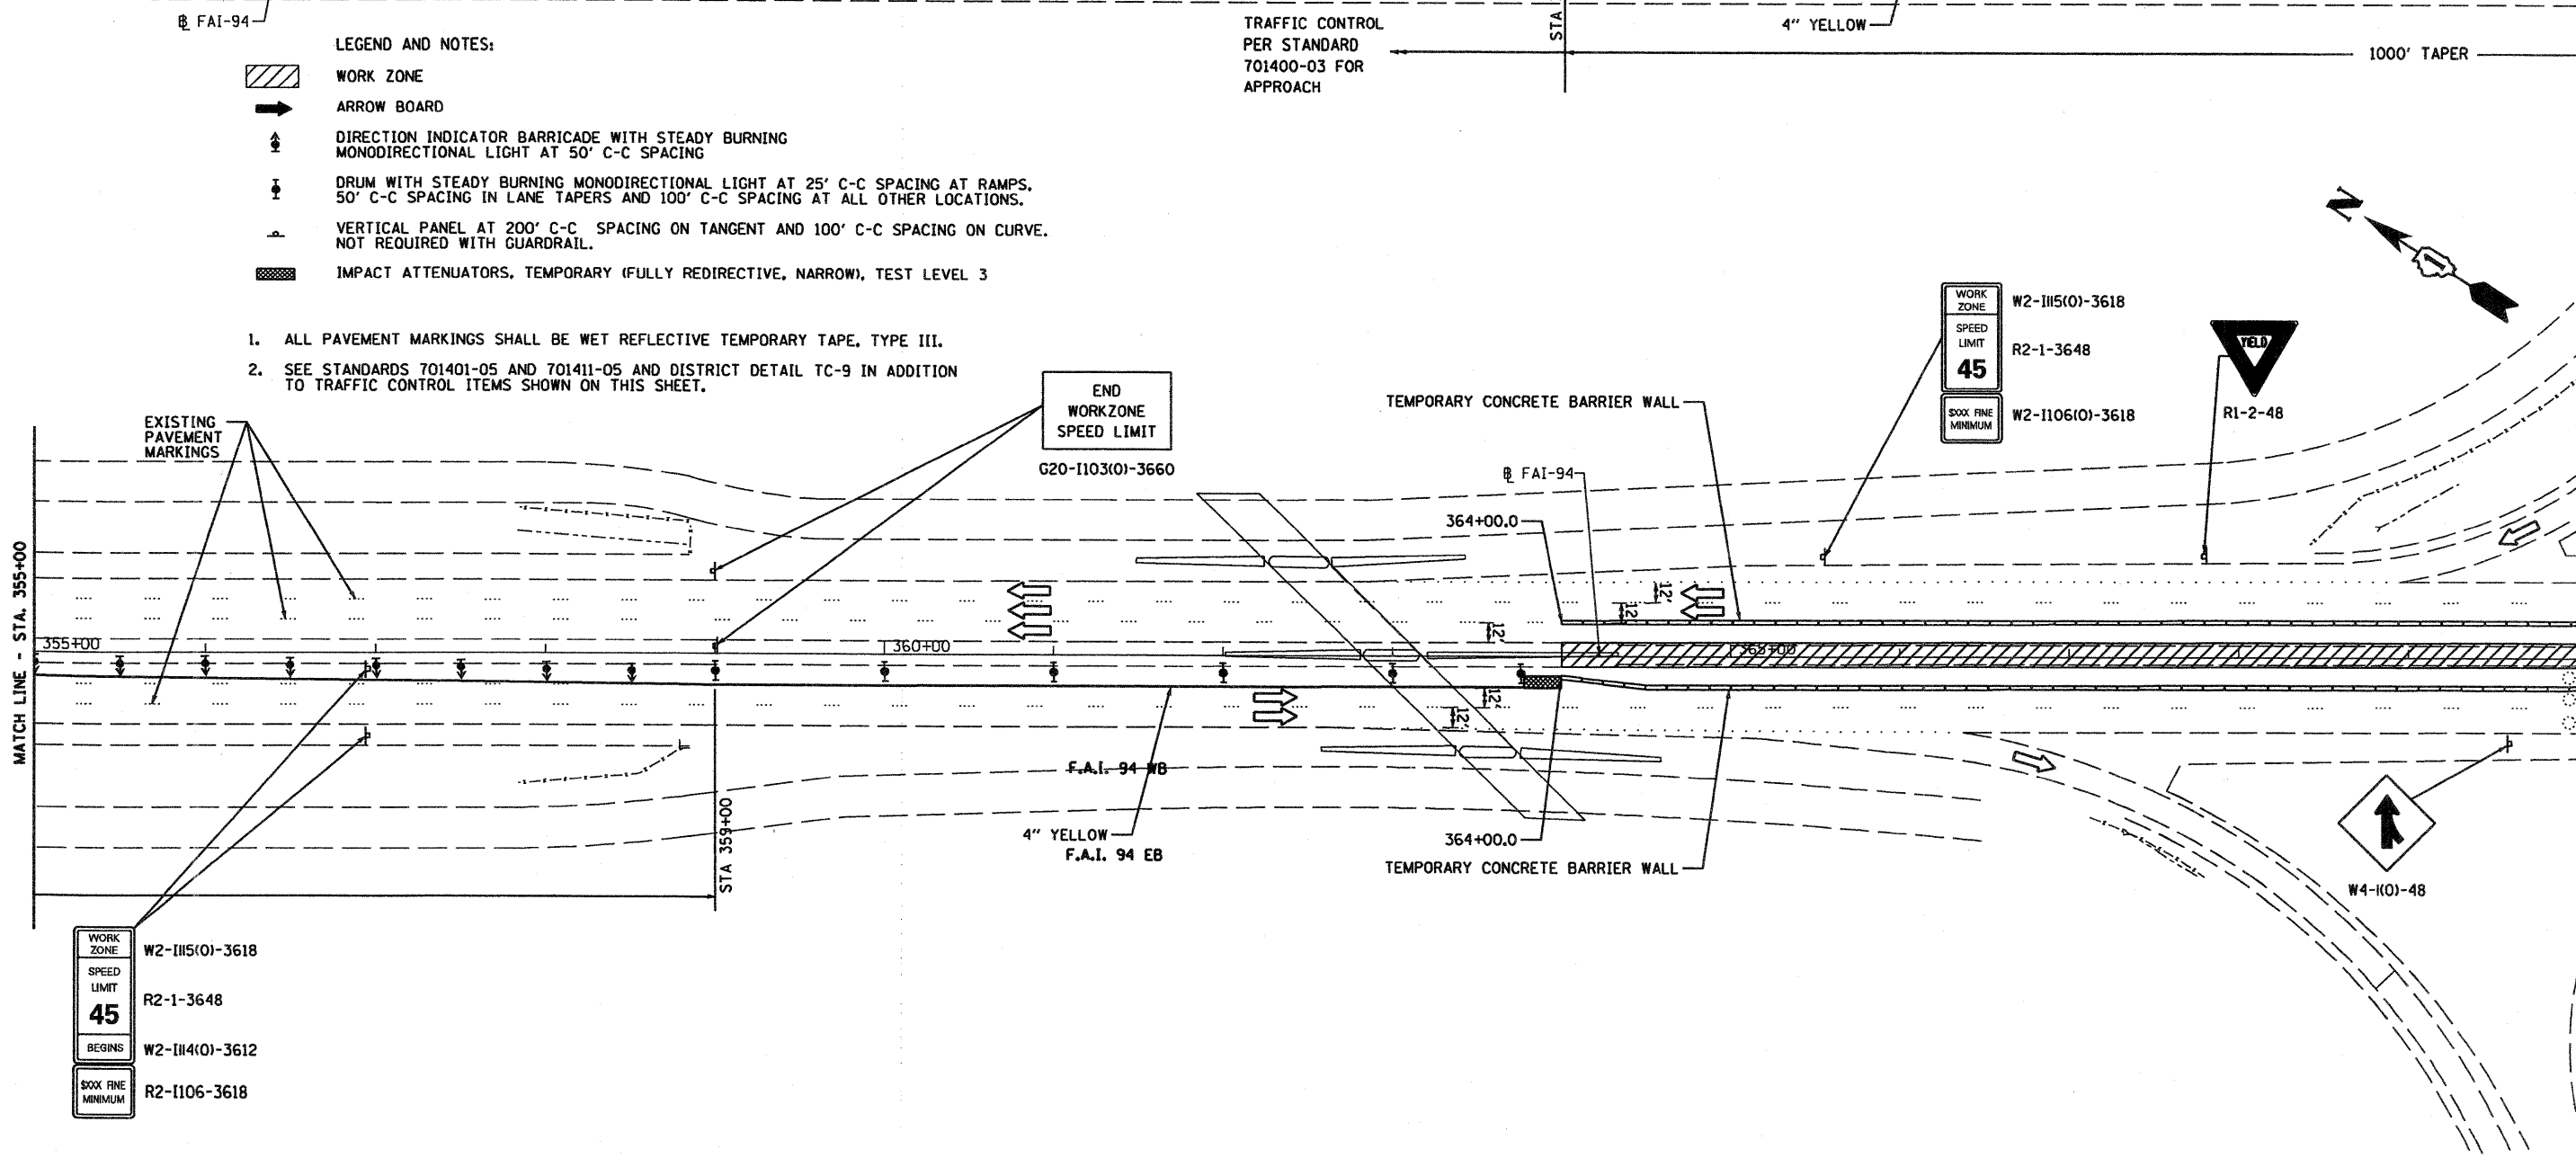 ℄ FAI-94
TRAFFIC CONTROL
PER STANDARD
701400-03 FOR
APPROACH
STA
4" YELLOW
1000' TAPER
LEGEND AND NOTES:
WORK ZONE
ARROW BOARD
DIRECTION INDICATOR BARRICADE WITH STEADY BURNING
MONODIRECTIONAL LIGHT AT 50' C-C SPACING
DRUM WITH STEADY BURNING MONODIRECTIONAL LIGHT AT 25' C-C SPACING AT RAMPS,
50' C-C SPACING IN LANE TAPERS AND 100' C-C SPACING AT ALL OTHER LOCATIONS.
VERTICAL PANEL AT 200' C-C SPACING ON TANGENT AND 100' C-C SPACING ON CURVE.
NOT REQUIRED WITH GUARDRAIL.
IMPACT ATTENUATORS, TEMPORARY (FULLY REDIRECTIVE, NARROW), TEST LEVEL 3
1. ALL PAVEMENT MARKINGS SHALL BE WET REFLECTIVE TEMPORARY TAPE, TYPE III.
2. SEE STANDARDS 701401-05 AND 701411-05 AND DISTRICT DETAIL TC-9 IN ADDITION
TO TRAFFIC CONTROL ITEMS SHOWN ON THIS SHEET.
N
WORK
ZONE
W2-I115(O)-3618
SPEED
LIMIT
45
R2-1-3648
$XXX FINE
MINIMUM
W2-I106(O)-3618
YIELD
R1-2-48
END
WORKZONE
SPEED LIMIT
G20-I103(O)-3660
TEMPORARY CONCRETE BARRIER WALL
EXISTING
PAVEMENT
MARKINGS
℄ FAI-94
364+00.0
MATCH LINE - STA. 355+00
12'
12'
12'
355+00
360+00
365+00
12'
12'
F.A.I. 94 WB
STA 359+00
4" YELLOW
F.A.I. 94 EB
364+00.0
TEMPORARY CONCRETE BARRIER WALL
W4-1(O)-48
WORK
ZONE
W2-I115(O)-3618
SPEED
LIMIT
45
R2-1-3648
BEGINS
W2-I114(O)-3612
$XXX FINE
MINIMUM
R2-I106-3618